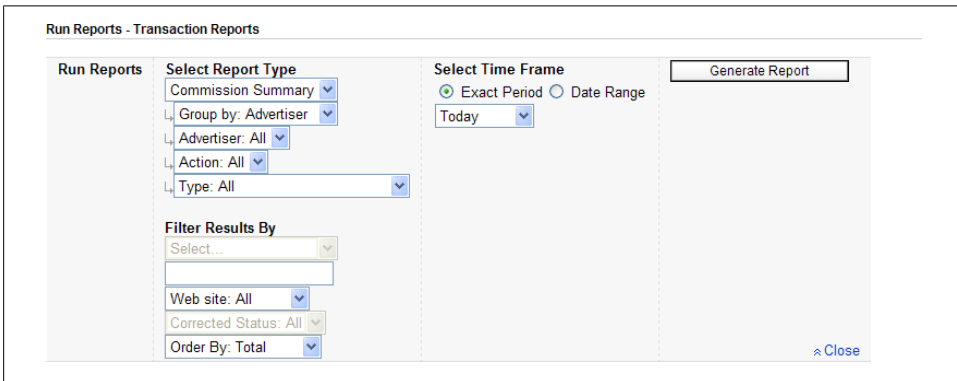 Run Reports - Transaction Reports
Run Reports
Select Report Type
Commission Summary
Group by: Advertiser
Advertiser: All
Action: All
Type: All
Filter Results By
Select...
Web site: All
Corrected Status: All
Order By: Total
Select Time Frame
Exact Period Date Range
Today
Generate Report
Close